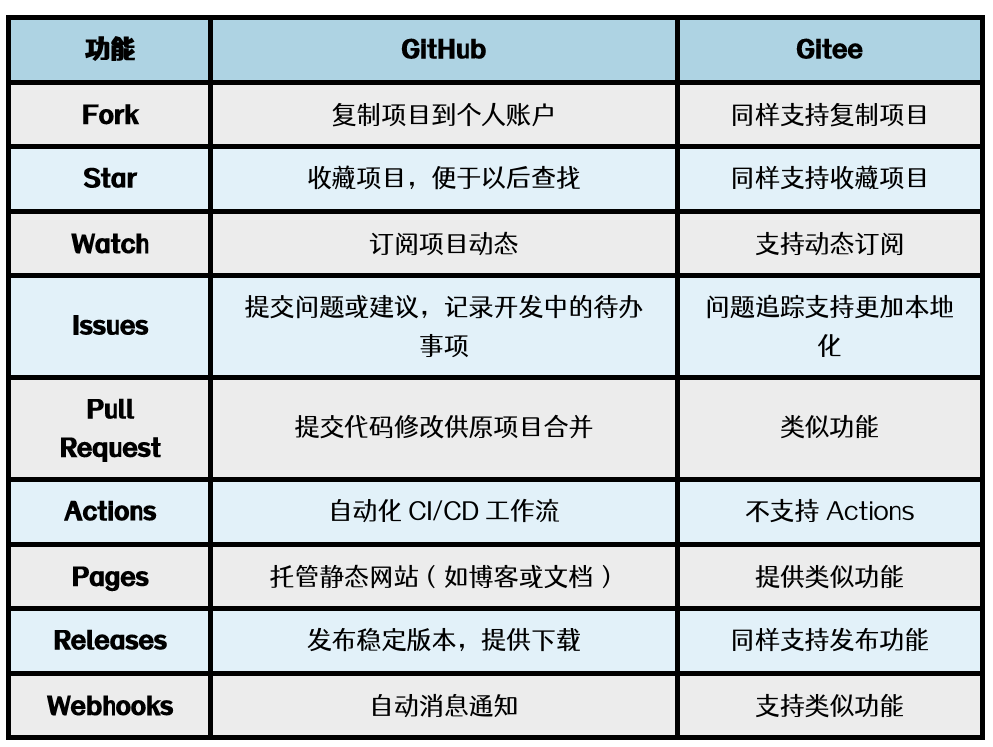 功能 GitHub Gitee
Fork 复制项目到个人账户 同样支持复制项目
Star 收藏项目，便于以后查找 同样支持收藏项目
Watch 订阅项目动态 支持动态订阅
Issues 提交问题或建议，记录开发中的待办
事项 问题追踪支持更加本地
化
Pull
Request 提交代码修改供原项目合并 类似功能
Actions 自动化 CI/CD 工作流 不支持 Actions
Pages 托管静态网站（如博客或文档） 提供类似功能
Releases 发布稳定版本，提供下载 同样支持发布功能
Webhooks 自动消息通知 支持类似功能